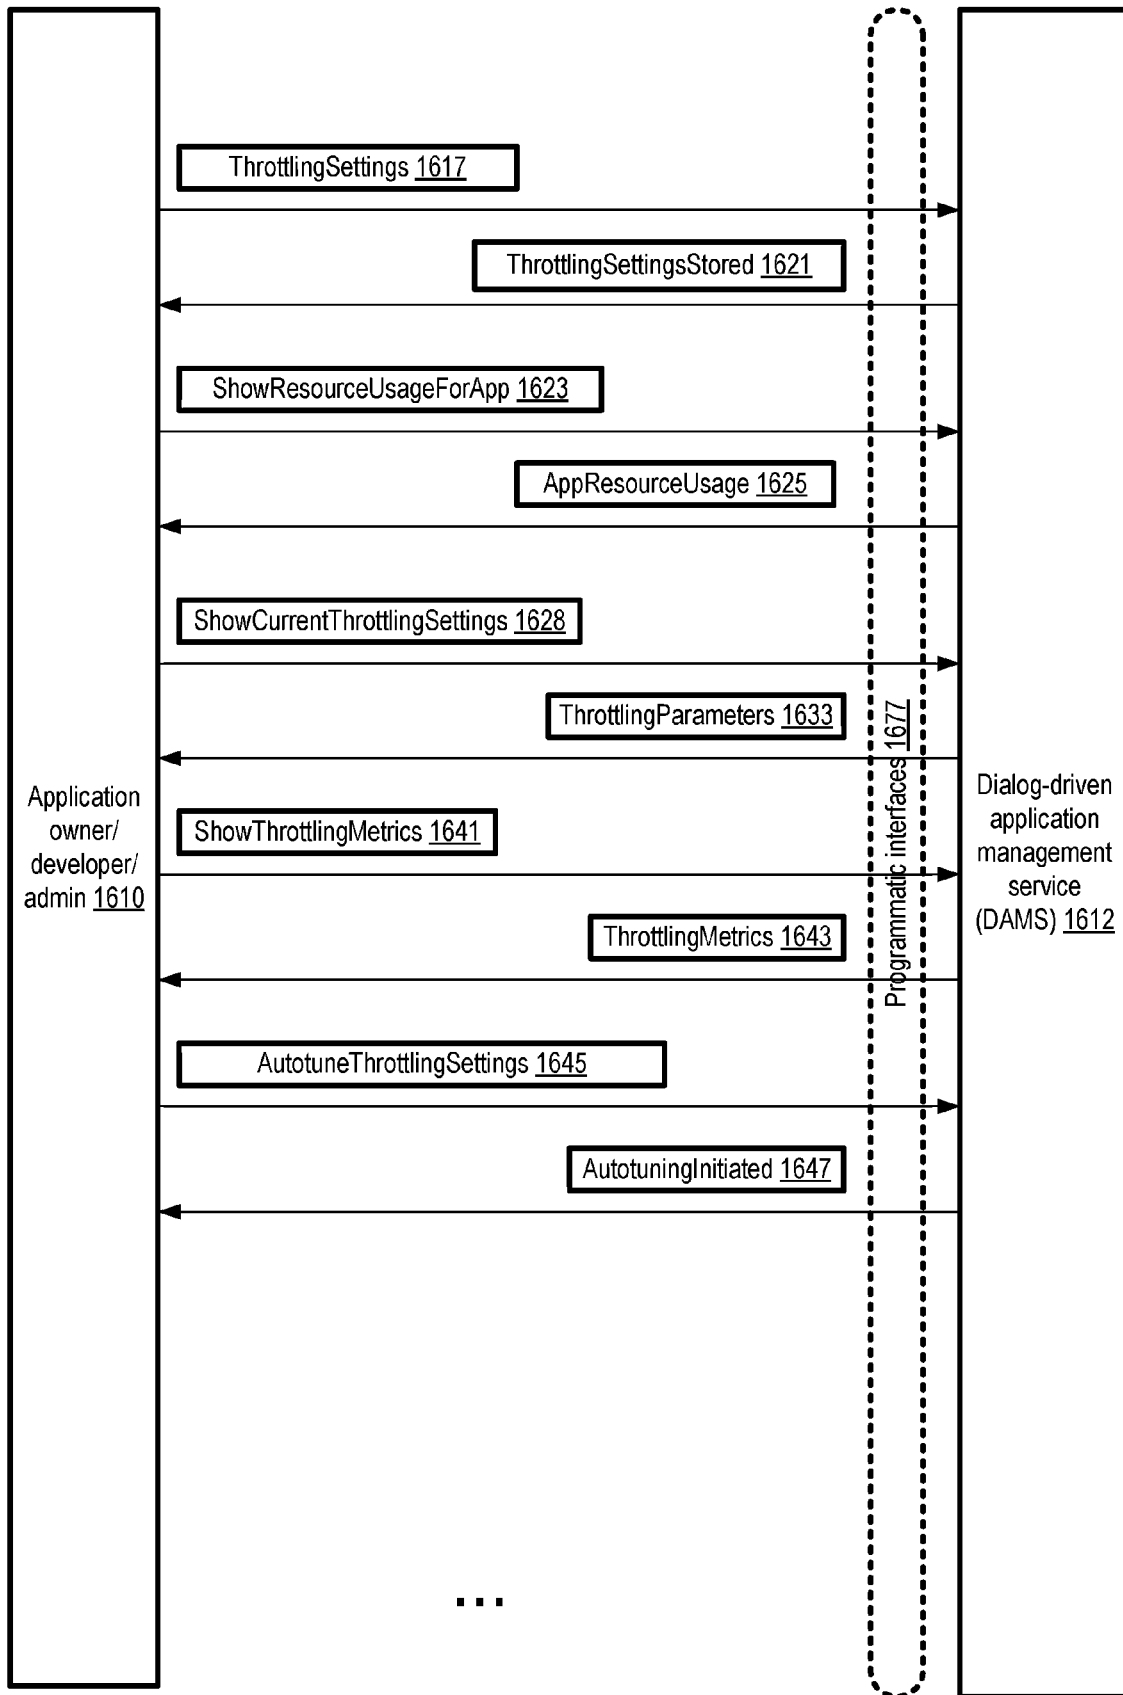 ThrottlingSettings 1617
ThrottlingSettingsStored 1621
ShowResourceUsageForApp 1623
AppResourceUsage 1625
ShowCurrentThrottlingSettings 1628
ThrottlingParameters 1633
ShowThrottlingMetrics 1641
ThrottlingMetrics 1643
AutotuneThrottlingSettings 1645
AutotuningInitiated 1647
Application
owner/
developer/
admin 1610
Programmatic interfaces 1677
Dialog-driven
application
management
service
(DAMS) 1612
...